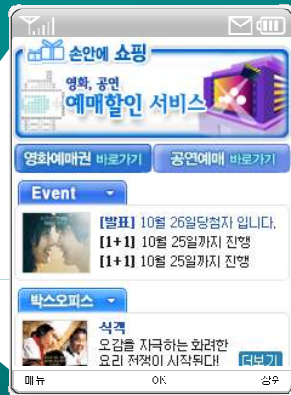 손안에 쇼핑
영화, 공연
예매할인 서비스
영화예매권 바로가기
공연예매 바로가기
Event
[발표] 10월 26일당첨자 입니다.
[1+1] 10월 25일까지 진행
[1+1] 10월 25일까지 진행
박스오피스
식객
오감을 자극하는 화려한
요리 전쟁이 시작된다! 더보기
메뉴 OK 상위